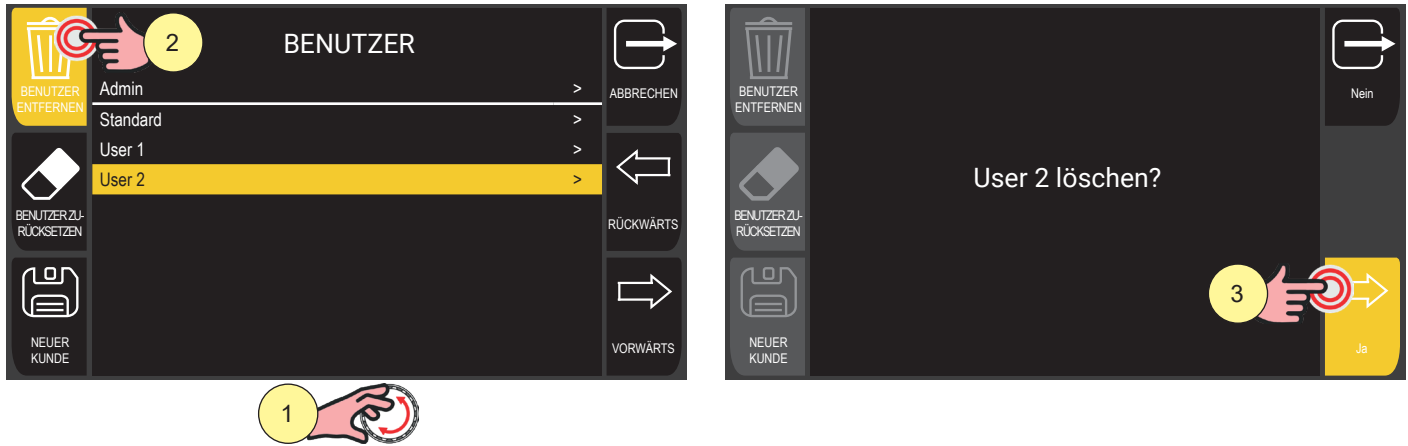 BENUTZER
ENTFERNEN
2
BENUTZER
ABBRECHEN
Admin >
Standard >
User 1 >
User 2 >
BENUTZER ZU-
RÜCKSETZEN
RÜCKWÄRTS
NEUER
KUNDE
VORWÄRTS
1
BENUTZER
ENTFERNEN
Nein
BENUTZER ZU-
RÜCKSETZEN
User 2 löschen?
NEUER
KUNDE
3
Ja